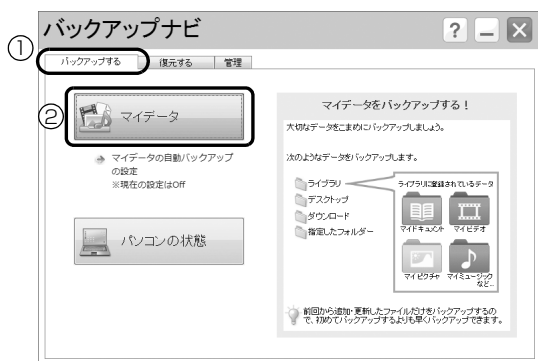 バックアップナビ
?
①
バックアップする
復元する
管理
②
マイデータ
マイデータの自動バックアップ
の設定
※現在の設定はOff
パソコンの状態
マイデータをバックアップする！
大切なデータをこまめにバックアップしましょう。
次のようなデータをバックアップします。
ライブラリ
デスクトップ
ダウンロード
指定したフォルダー
ライブラリに登録されているデータ
マイドキュメント
マイビデオ
マイピクチャ
マイミュージック
など...
前回から追加・更新したファイルだけをバックアップするの
で、初めてバックアップするよりも早くバックアップできます。